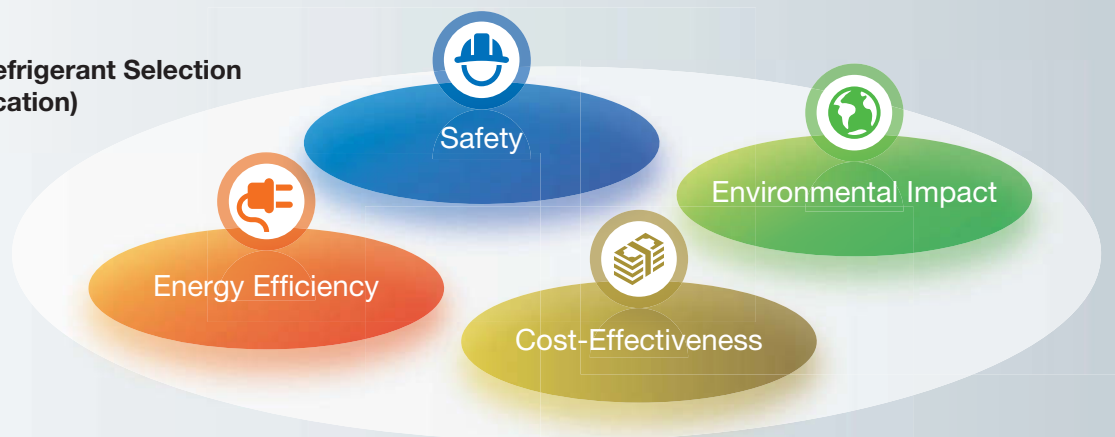 efrigerant Selection
cation)
Safety
Environmental Impact
Energy Efficiency
Cost-Effectiveness